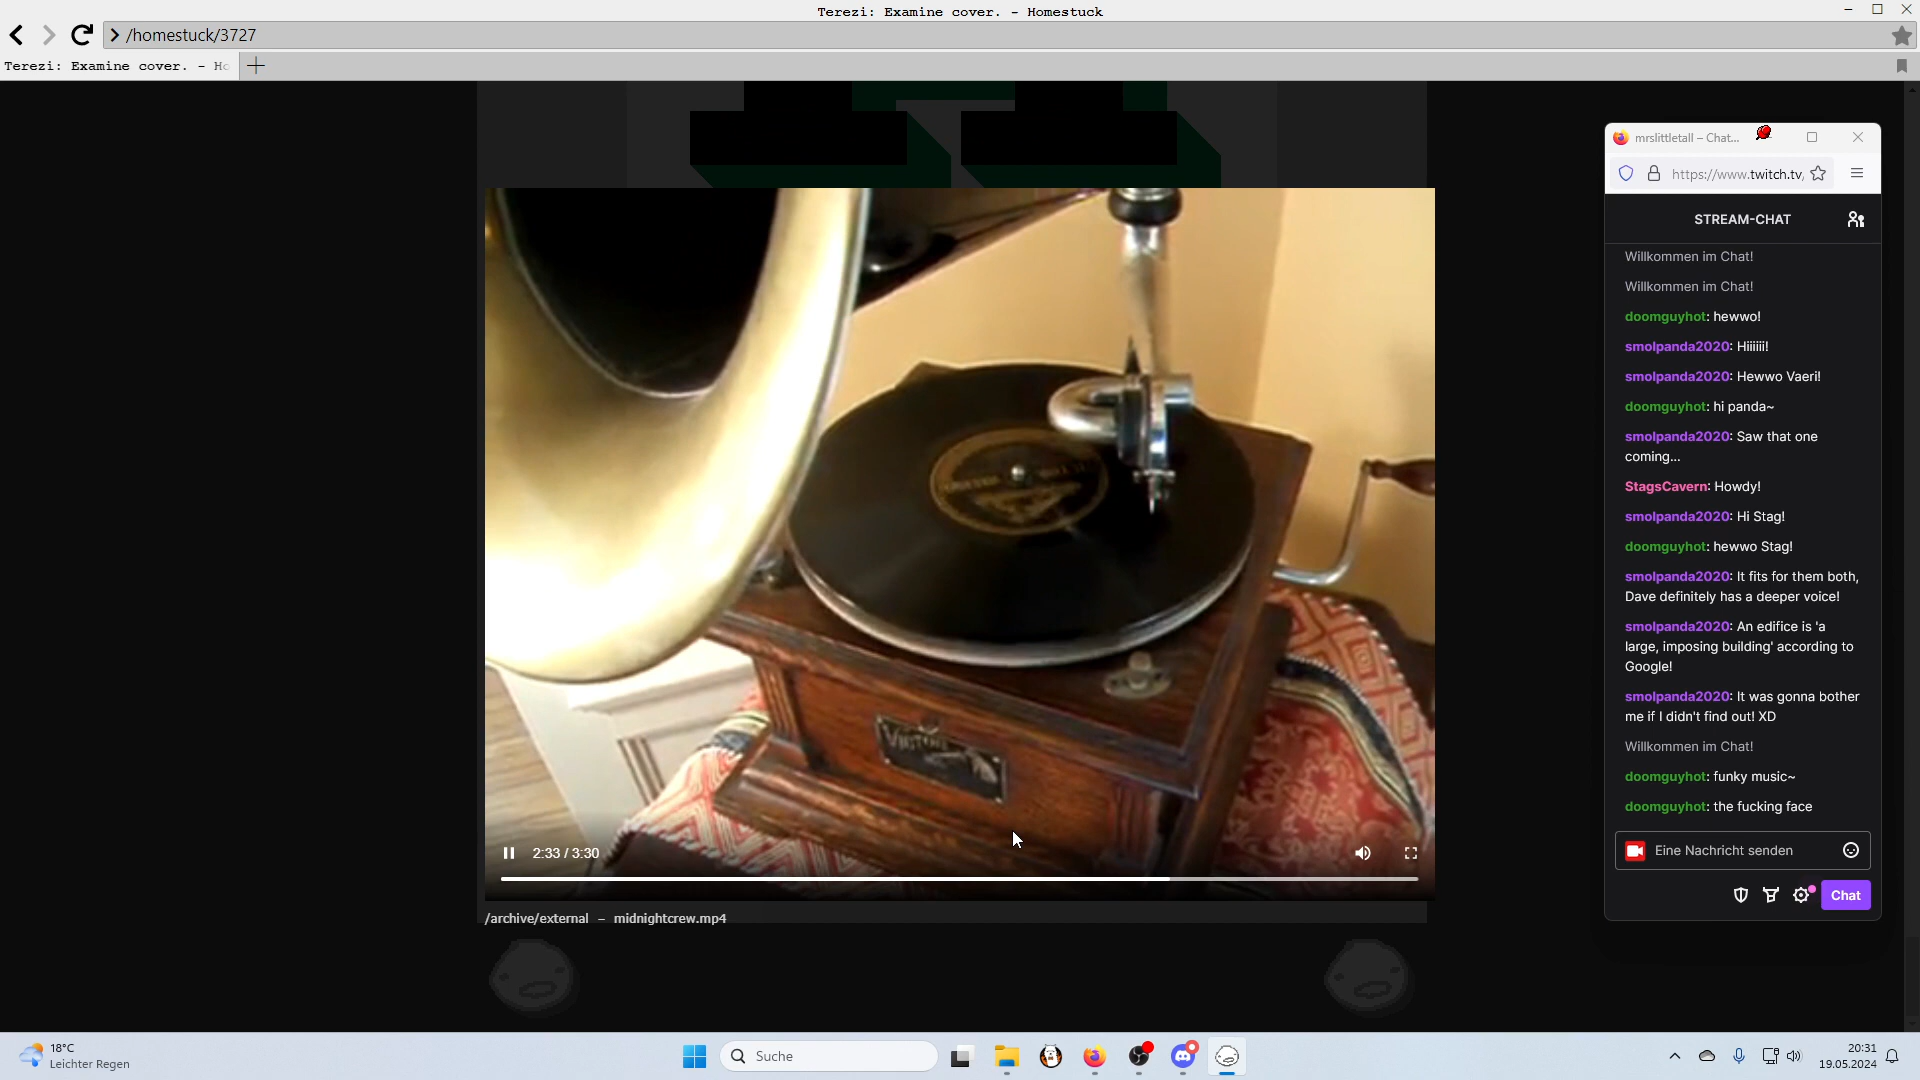 Terezi: Examine cover. - Homestuck
/homestuck/3727
Terezi: Examine cover. - Ho
mrslittletall – Chat...
https://www.twitch.tv,
STREAM-CHAT
Willkommen im Chat!
Willkommen im Chat!
doomguyhot: hewwo!
smolpanda2020: Hiiiiii!
smolpanda2020: Hewwo Vaeri!
doomguyhot: hi panda~
smolpanda2020: Saw that one
coming...
StagsCavern: Howdy!
smolpanda2020: Hi Stag!
doomguyhot: hewwo Stag!
smolpanda2020: It fits for them both,
Dave definitely has a deeper voice!
smolpanda2020: An edifice is 'a
large, imposing building' according to
Google!
smolpanda2020: It was gonna bother
me if I didn't find out! XD
Willkommen im Chat!
doomguyhot: funky music~
doomguyhot: the fucking face
Eine Nachricht senden
Chat
2:33 / 3:30
/archive/external – midnightcrew.mp4
18°C
Leichter Regen
Suche
20:31
19.05.2024